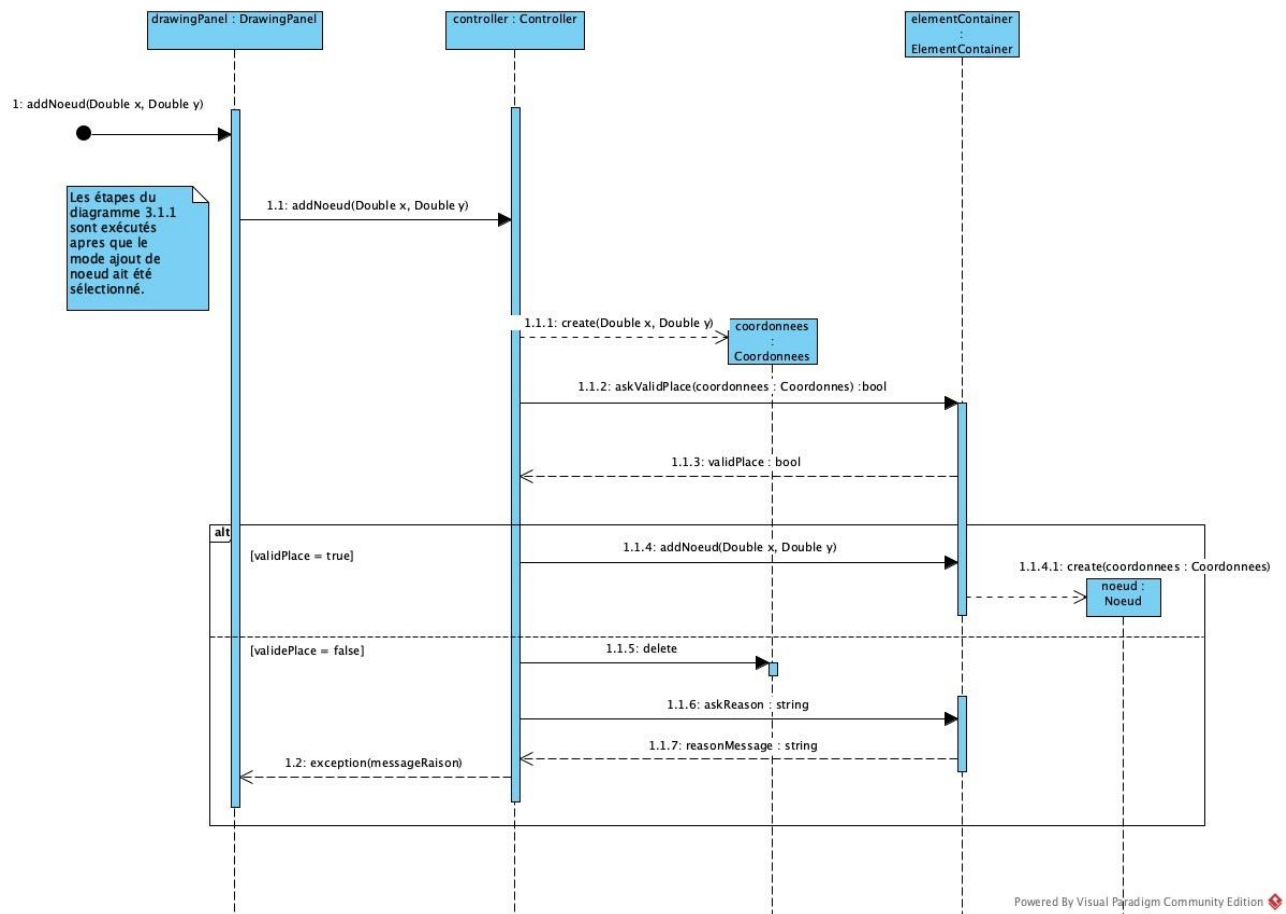 drawingPanel : DrawingPanel
controller : Controller
elementContainer
:
ElementContainer
1: addNoeud(Double x, Double y)
Les étapes du
diagramme 3.1.1
sont exécutés
apres que le
mode ajout de
noeud ait été
sélectionné.
1.1: addNoeud(Double x, Double y)
1.1.1: create(Double x, Double y)
coordonnees
:
Coordonnees
1.1.2: askValidPlace(coordonnees : Coordonnes) :bool
1.1.3: validPlace : bool
alt
[validPlace = true]
1.1.4: addNoeud(Double x, Double y)
1.1.4.1: create(coordonnees : Coordonnees)
noeud :
Noeud
[validePlace = false]
1.1.5: delete
1.1.6: askReason : string
1.1.7: reasonMessage : string
1.2: exception(messageRaison)
Powered By Visual Paradigm Community Edition